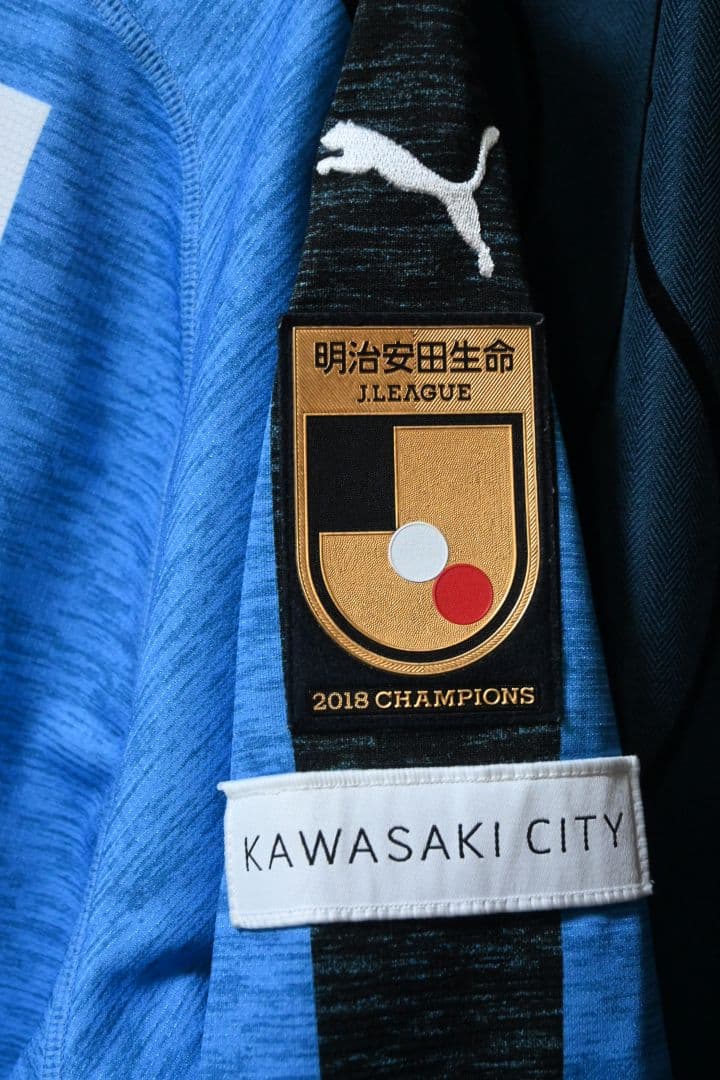 明治安田生命
J.LEAGUE
2018 CHAMPIONS
KAWASAKI CITY